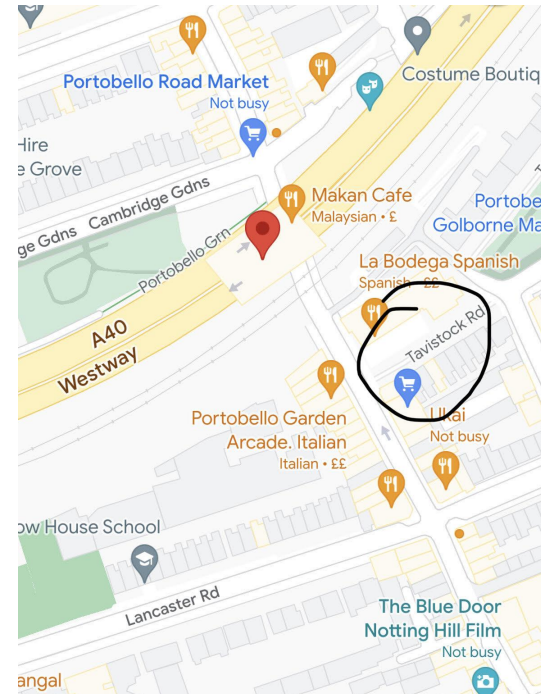 Costume Boutiq
Portobello Road Market
Not busy
Hire
e Grove
Makan Cafe
Malaysian • £
Cambridge Gdns
ge Gdns
Portobello Grn
Portobe
Golborne Ma
La Bodega Spanish
Spanish • ££
A40
Westway
Tavistock Rd
Portobello Garden
Arcade. Italian
Italian • ££
Ukai
Not busy
ow House School
Lancaster Rd
The Blue Door
Notting Hill Film
Not busy
angal